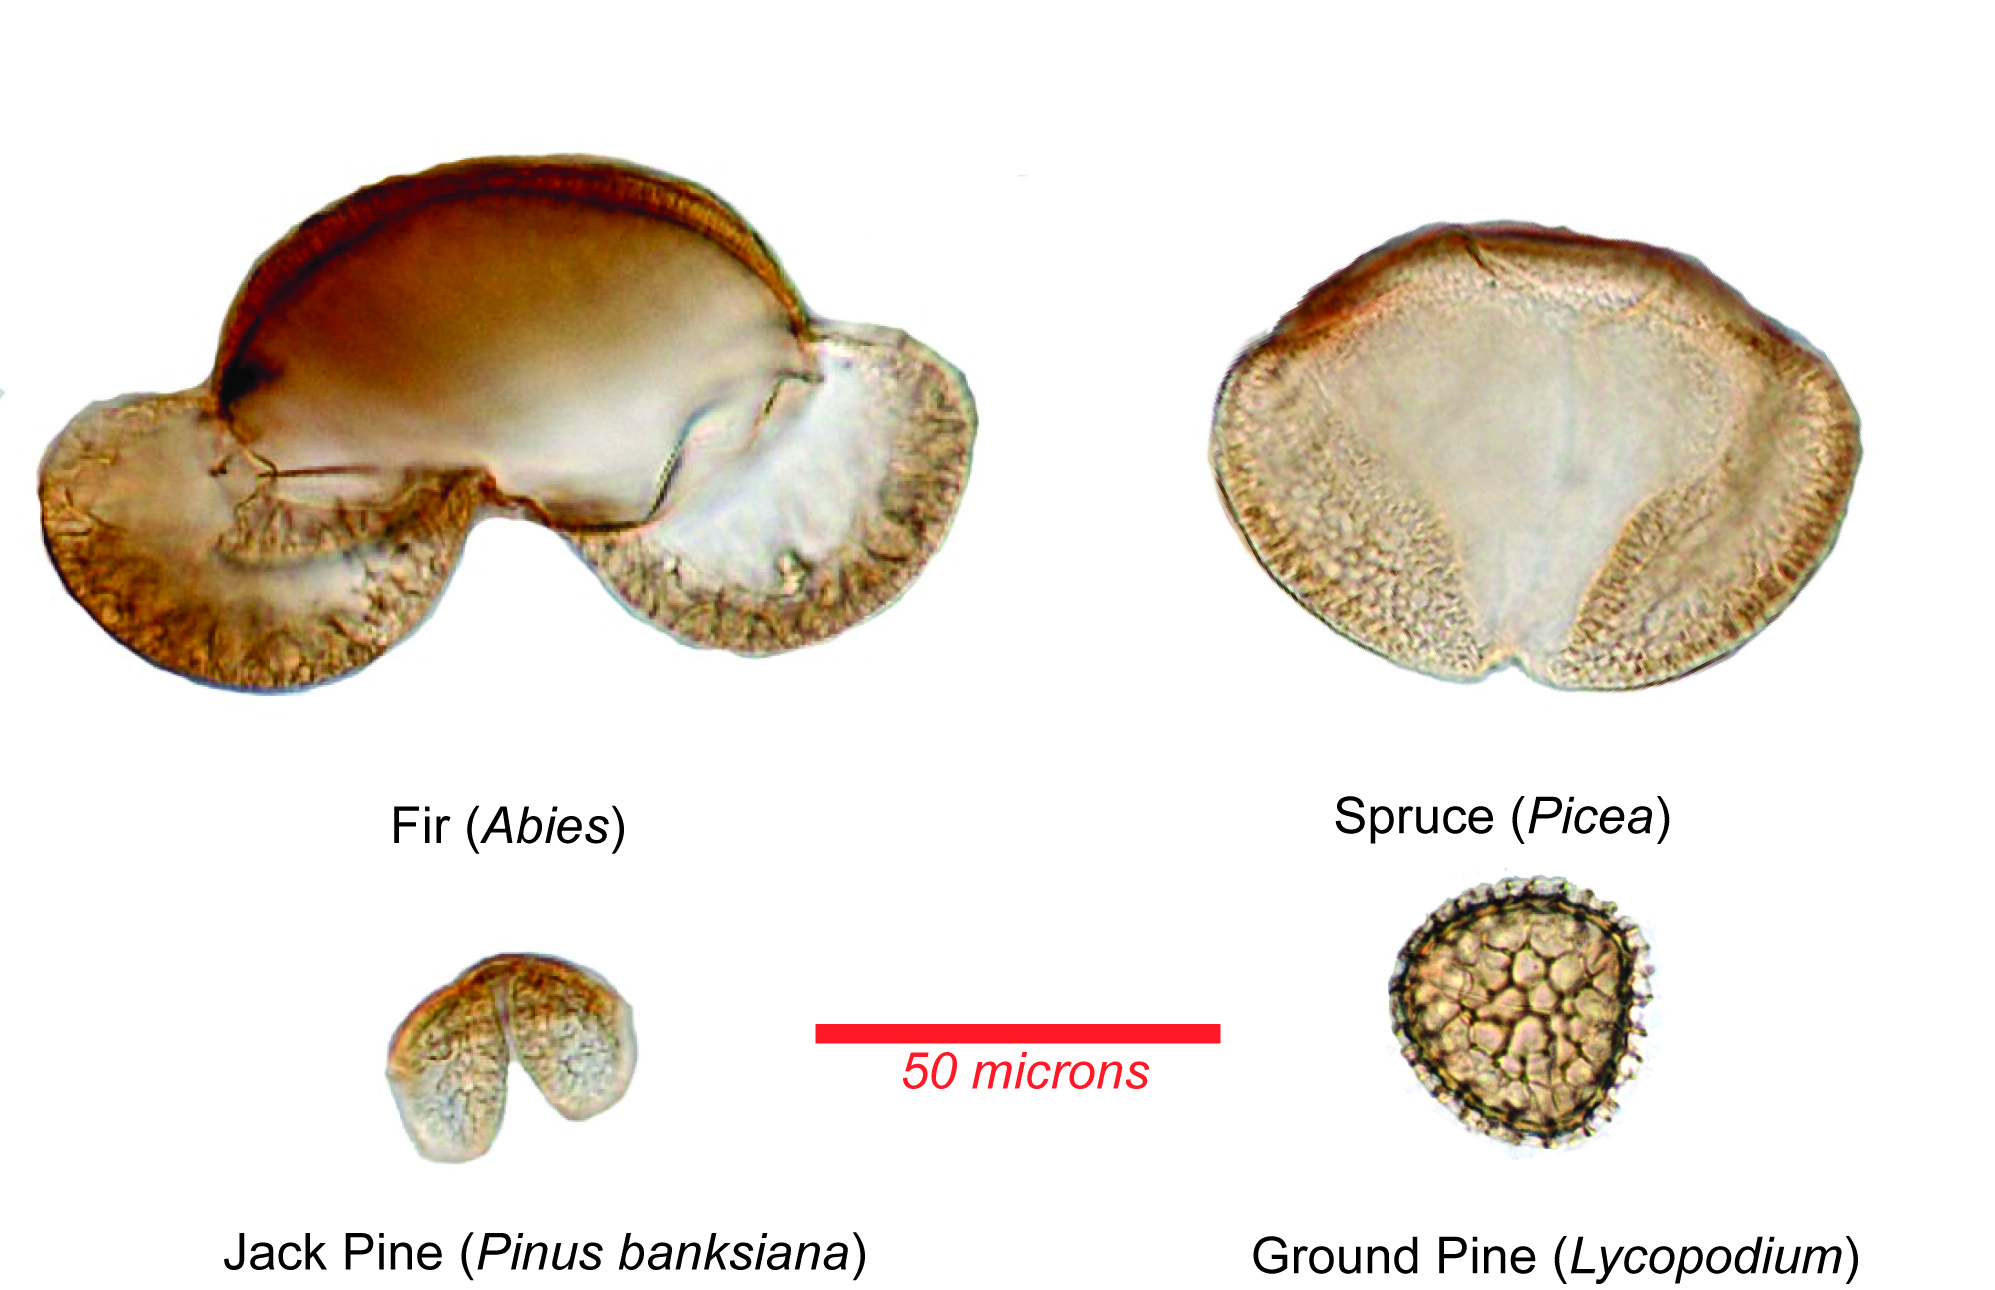 Fir (Abies)
Spruce (Picea)
50 microns
Jack Pine (Pinus banksiana)
Ground Pine (Lycopodium)